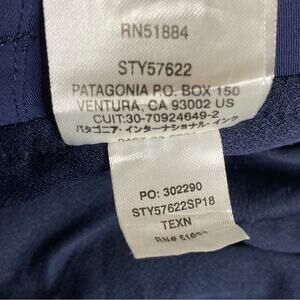 RN51884
STY57622
PATAGONIA P.O. BOX 150
VENTURA, CA 93002 US
CUIT:30-70924649-2
パタゴニア・インターナショナル・インク
PO: 302290
STY57622SP18
TEXN
RN#